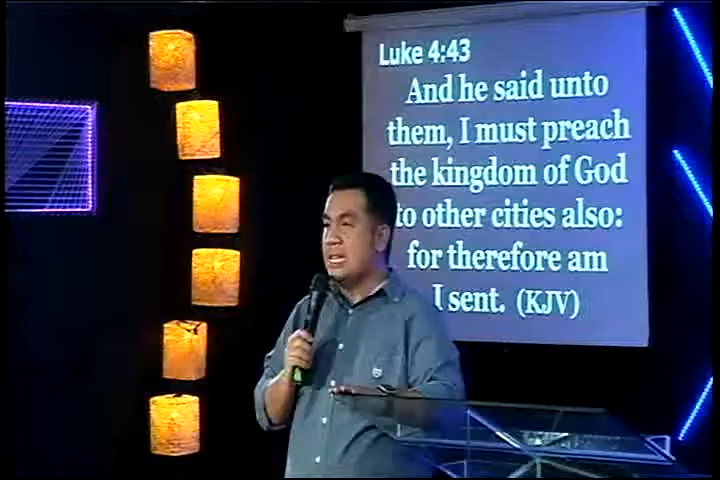 Luke 4:43
And he said unto
them, I must preach
the kingdom of God
to other cities also:
for therefore am
I sent. (KJV)